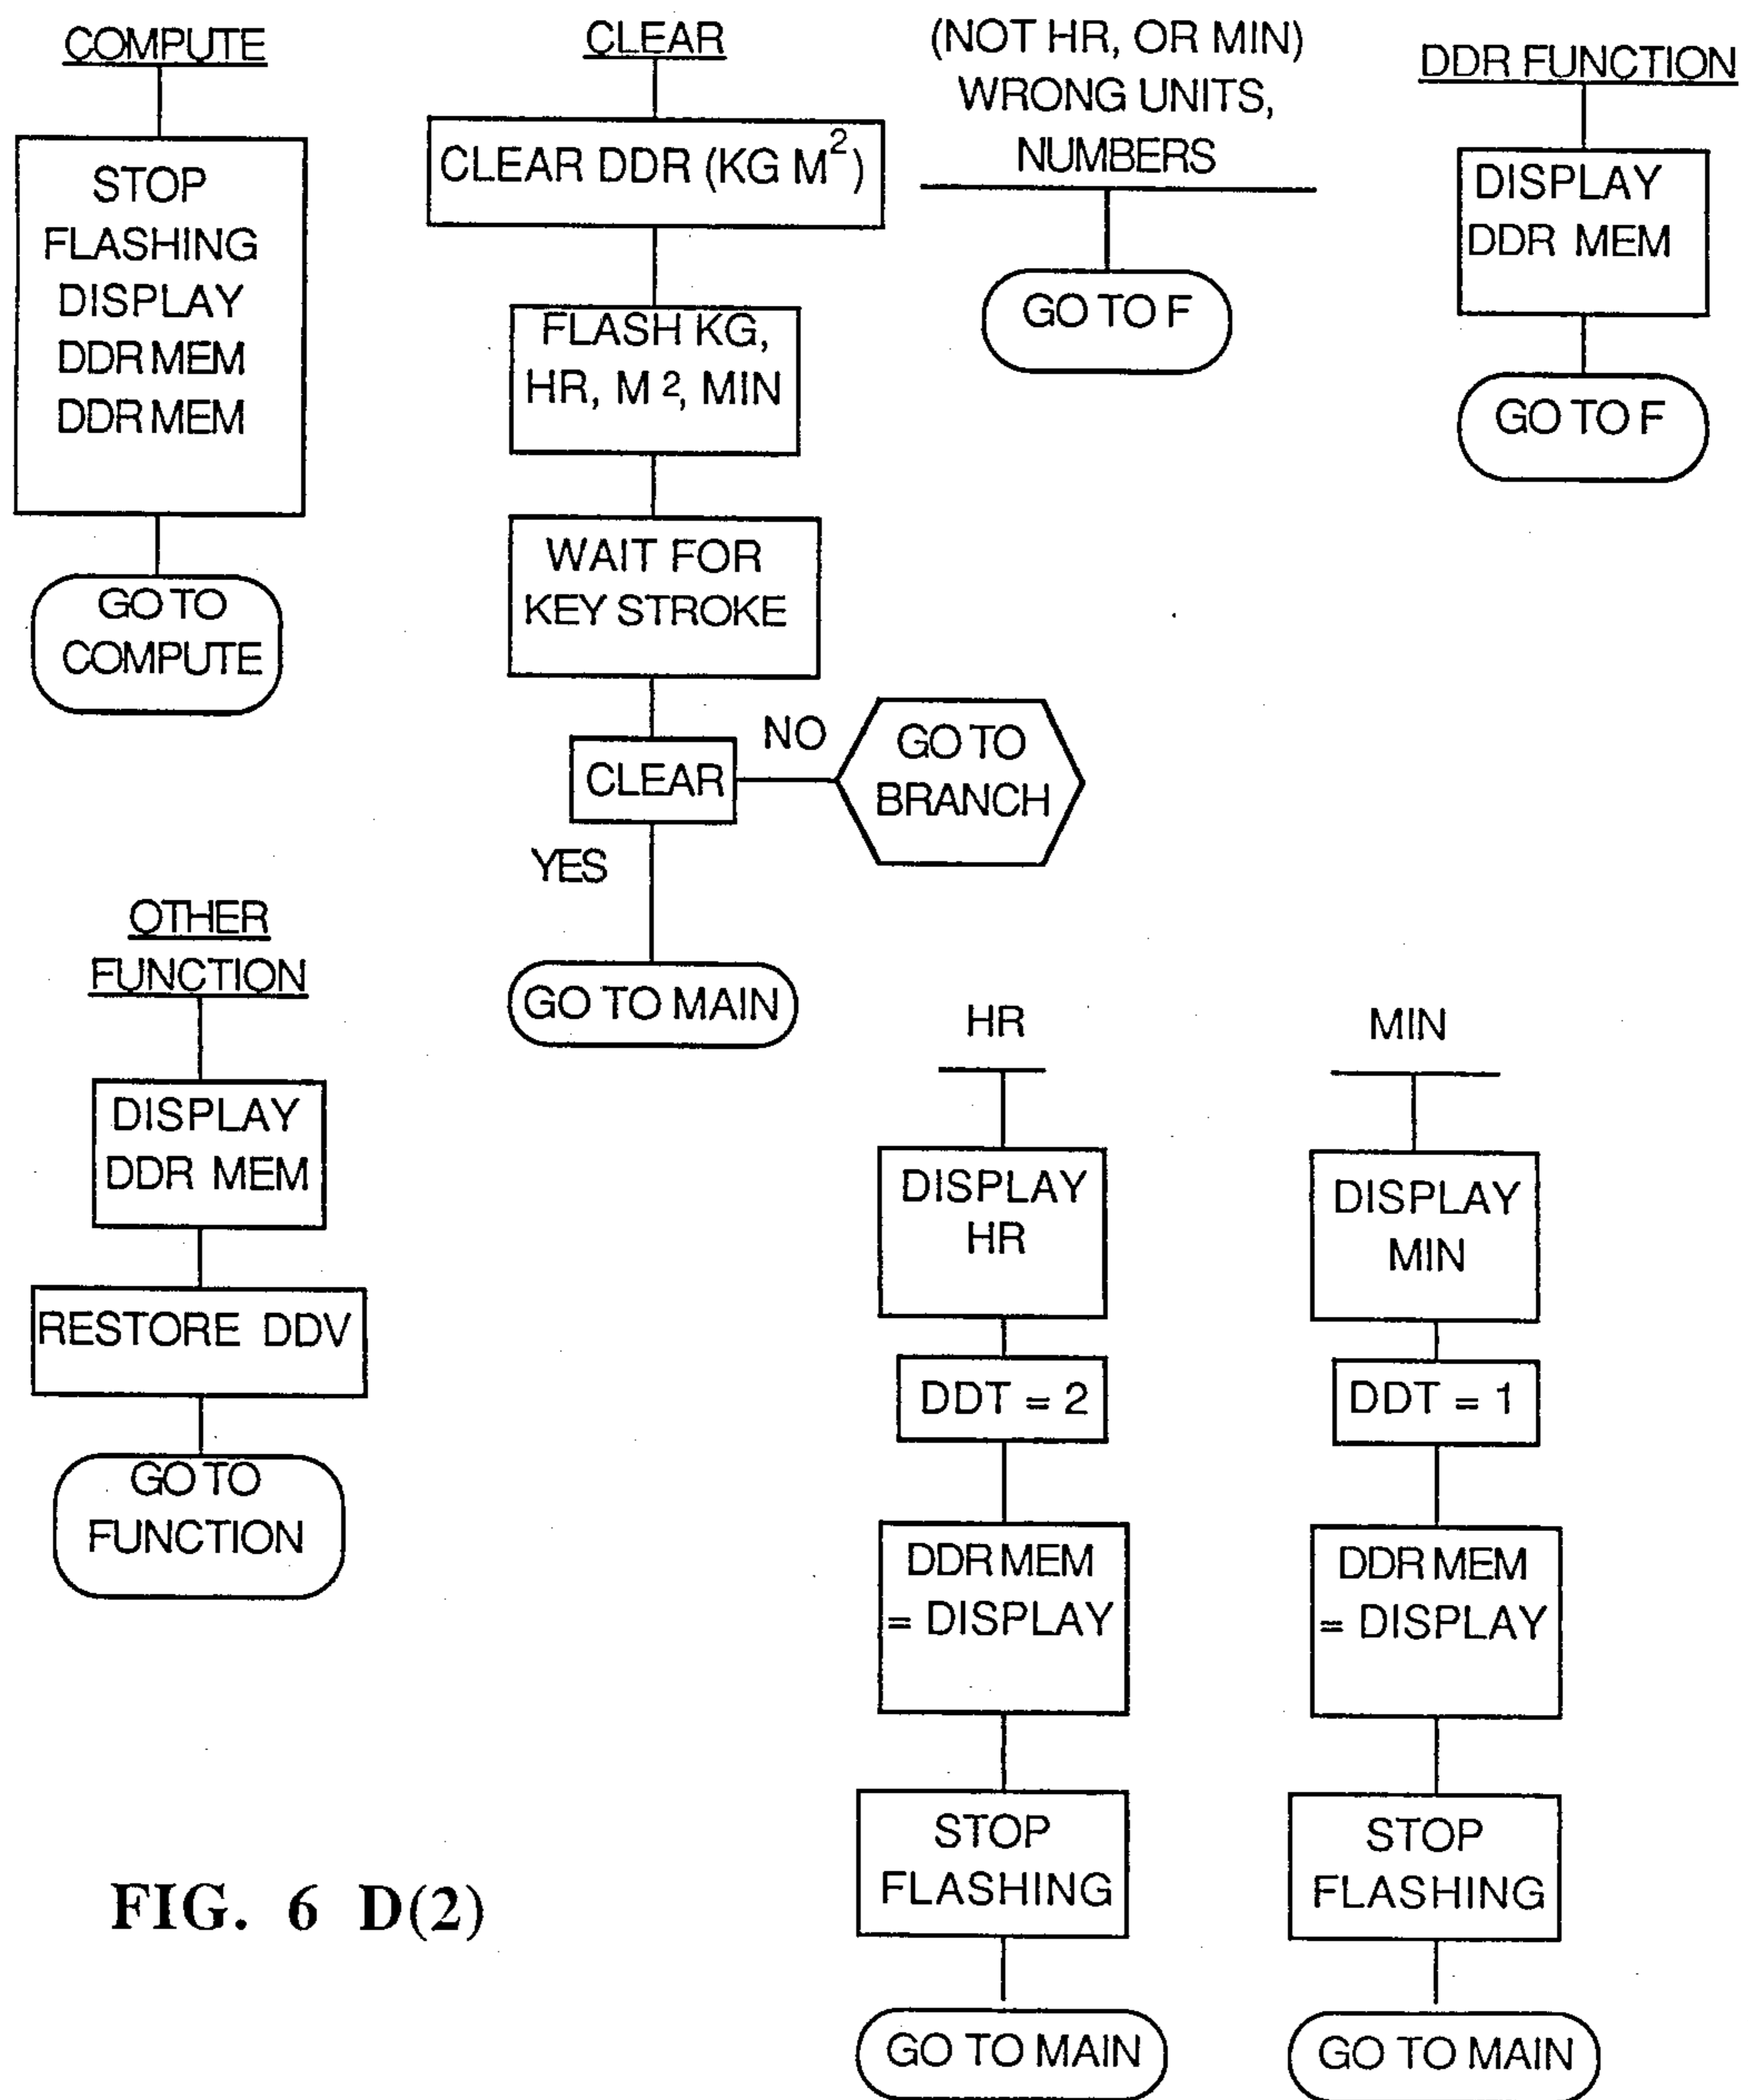 COMPUTE
STOP
FLASHING
DISPLAY
DDR MEM
DDR MEM
GO TO
COMPUTE
CLEAR
CLEAR DDR (KG M²)
FLASH KG,
HR, M 2, MIN
WAIT FOR
KEY STROKE
CLEAR
NO
GO TO
BRANCH
YES
GO TO MAIN
(NOT HR, OR MIN)
WRONG UNITS,
NUMBERS
GO TO F
DDR FUNCTION
DISPLAY
DDR MEM
GO TO F
OTHER
FUNCTION
DISPLAY
DDR MEM
RESTORE DDV
GO TO
FUNCTION
HR
DISPLAY
HR
DDT = 2
DDR MEM
= DISPLAY
STOP
FLASHING
GO TO MAIN
MIN
DISPLAY
MIN
DDT = 1
DDR MEM
= DISPLAY
STOP
FLASHING
GO TO MAIN
FIG. 6 D(2)